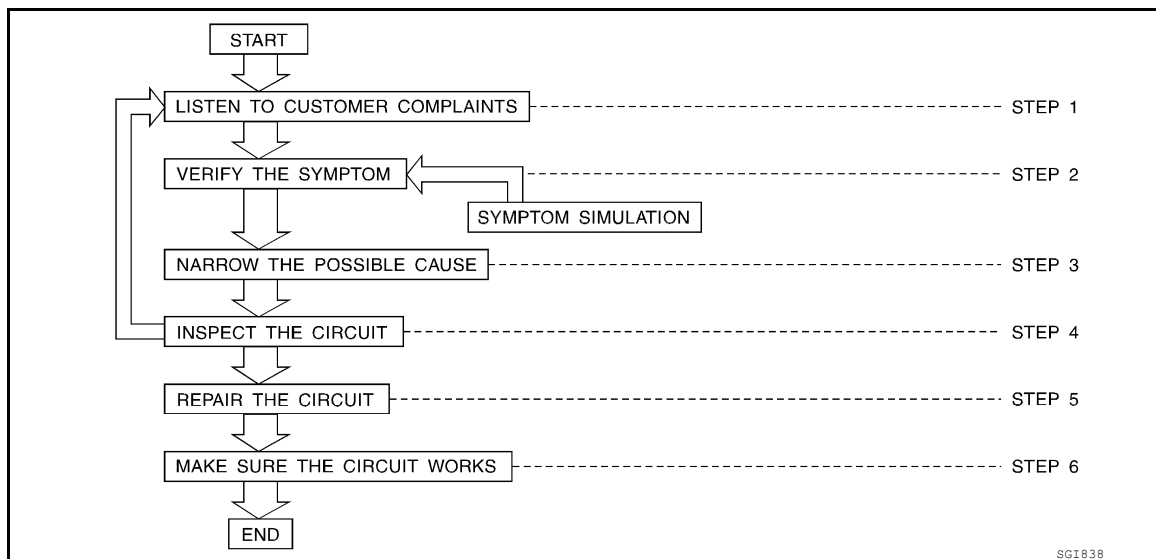 START
LISTEN TO CUSTOMER COMPLAINTS STEP 1
VERIFY THE SYMPTOM STEP 2
SYMPTOM SIMULATION
NARROW THE POSSIBLE CAUSE STEP 3
INSPECT THE CIRCUIT STEP 4
REPAIR THE CIRCUIT STEP 5
MAKE SURE THE CIRCUIT WORKS STEP 6
END
SGI838